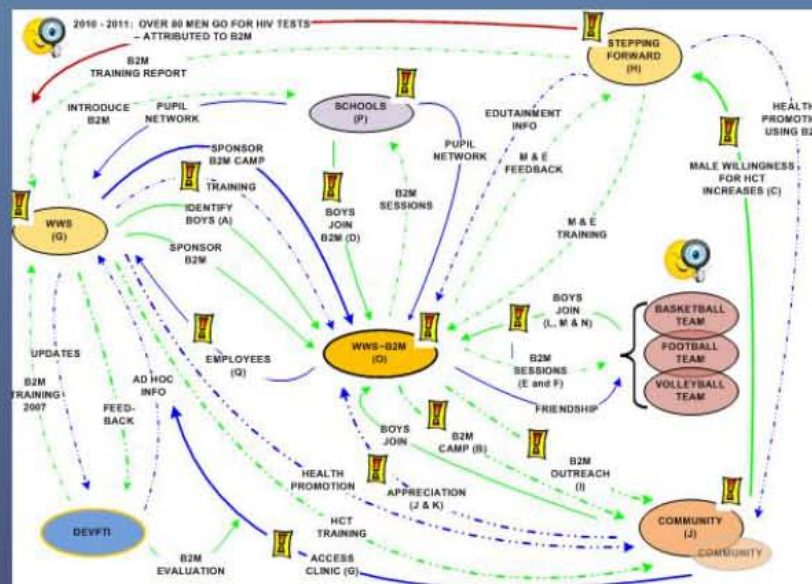 2010 - 2011: OVER 80 MEN GO FOR HIV TESTS
– ATTRIBUTED TO B2M
B2M
TRAINING REPORT
STEPPING
FORWARD
(H)
INTRODUCE
B2M
PUPIL
NETWORK
SCHOOLS
(P)
EDUTAINMENT
INFO
HEALTH
PROMOT
USING B2
SPONSOR
B2M CAMP
PUPIL
NETWORK
M & E
FEEDBACK
MALE WILLINGNESS
FOR HCT
INCREASES (C)
TRAINING
WWS
(G)
IDENTIFY
BOYS (A)
BOYS
JOIN
B2M (D)
B2M
SESSIONS
M & E
TRAINING
SPONSOR
B2M
BOYS
JOIN
(L, M & N)
BASKETBALL
TEAM
FOOTBALL
TEAM
VOLLEYBALL
TEAM
UPDATES
EMPLOYEES
(Q)
WWS–B2M
(O)
B2M
SESSIONS
(E and F)
FRIENDSHIP
B2M
TRAINING
2007
FEED-
BACK
AD HOC
INFO
BOYS
JOIN
B2M
CAMP (B)
B2M
OUTREACH
(I)
HEALTH
PROMOTION
APPRECIATION
(J & K)
DEVFTI
HCT
TRAINING
COMMUNITY
(J)
COMMUNITY
B2M
EVALUATION
ACCESS
CLINIC (G)